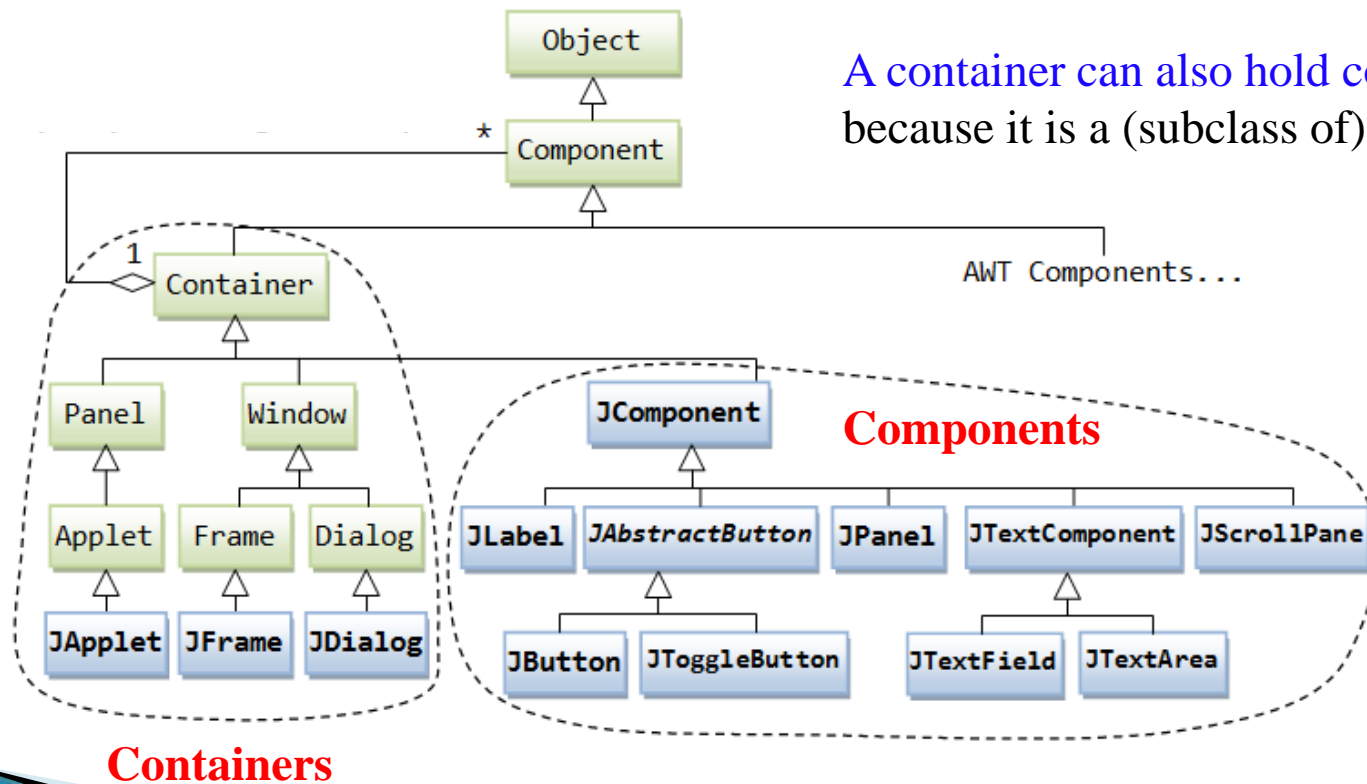 Object
A container can also hold
because it is a (subclass of)
*
Component
1
Container
AWT Components...
Panel
Window
JComponent
Components
Applet
Frame
Dialog
JLabel
JAbstractButton
JPanel
JTextComponent
JScrollPane
JApplet
JFrame
JDialog
JButton
JToggleButton
JTextField
JTextArea
Containers